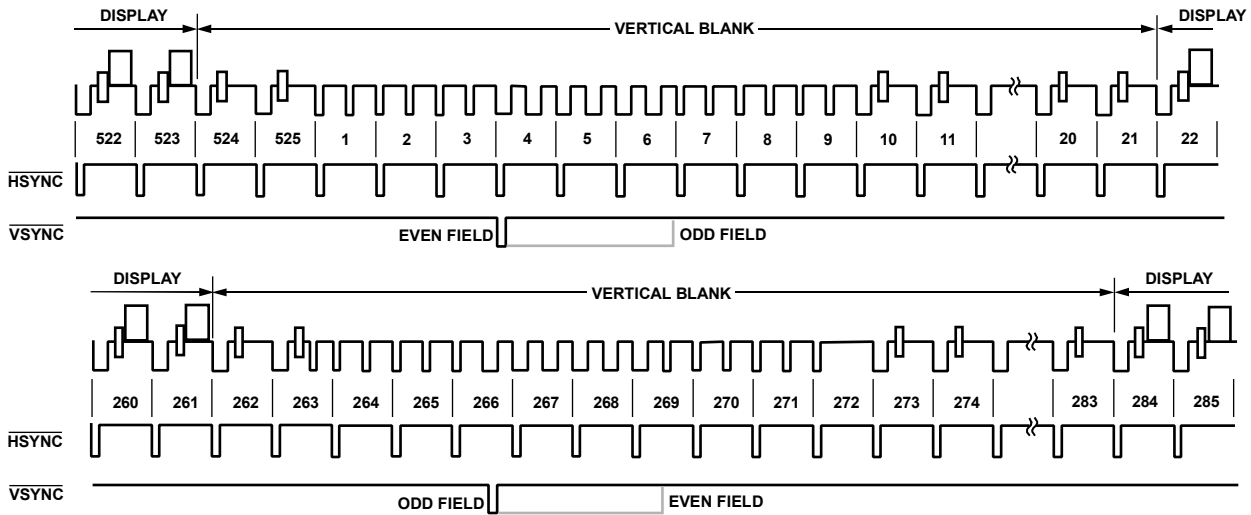 DISPLAY VERTICAL BLANK DISPLAY
522 523 524 525 1 2 3 4 5 6 7 8 9 10 11 20 21 22
HSYNC
VSYNC EVEN FIELD ODD FIELD
DISPLAY VERTICAL BLANK DISPLAY
260 261 262 263 264 265 266 267 268 269 270 271 272 273 274 283 284 285
HSYNC
VSYNC ODD FIELD EVEN FIELD